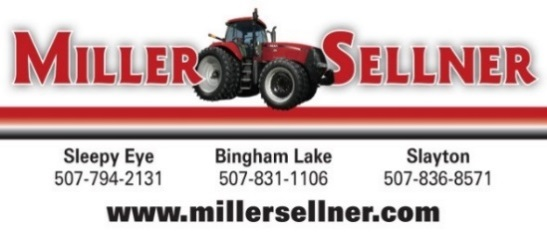 MILLER SELLNER
Sleepy Eye Bingham Lake Slayton
507-794-2131 507-831-1106 507-836-8571
www.millersellner.com